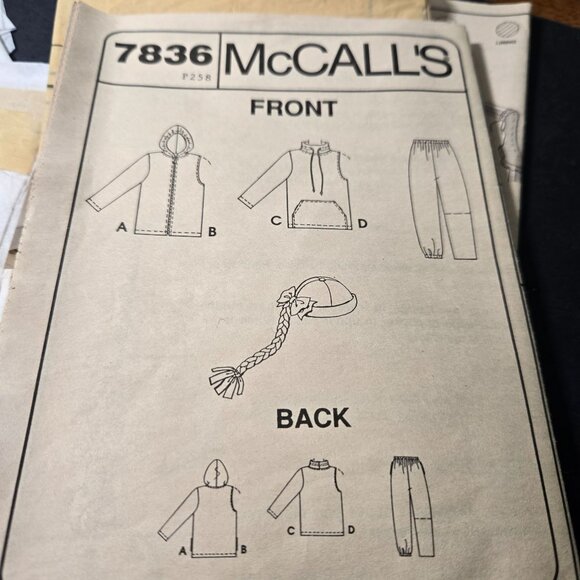 7836 McCALL'S
P258
FRONT
A B
C D
BACK
A B
C D